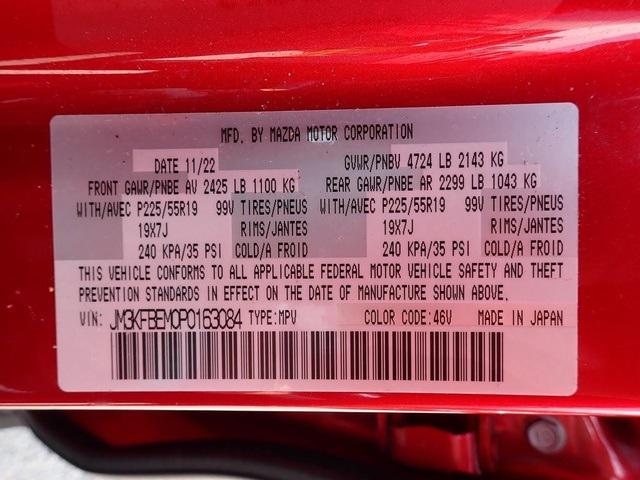 MFD. BY MAZDA MOTOR CORPORATION
DATE 11/22 GVWR/PNBV 4724 LB 2143 KG
FRONT GAWR/PNBE AV 2425 LB 1100 KG REAR GAWR/PNBE AR 2299 LB 1043 KG
WITH/AVEC P225/55R19 99V TIRES/PNEUS WITH/AVEC P225/55R19 99V TIRES/PNEUS
19X7J RIMS/JANTES 19X7J RIMS/JANTES
240 KPA/35 PSI COLD/A FROID 240 KPA/35 PSI COLD/A FROID
THIS VEHICLE CONFORMS TO ALL APPLICABLE FEDERAL MOTOR VEHICLE SAFETY AND THEFT
PREVENTION STANDARDS IN EFFECT ON THE DATE OF MANUFACTURE SHOWN ABOVE.
VIN: JM3KFBEM0P0163084 TYPE:MPV COLOR CODE:46V MADE IN JAPAN